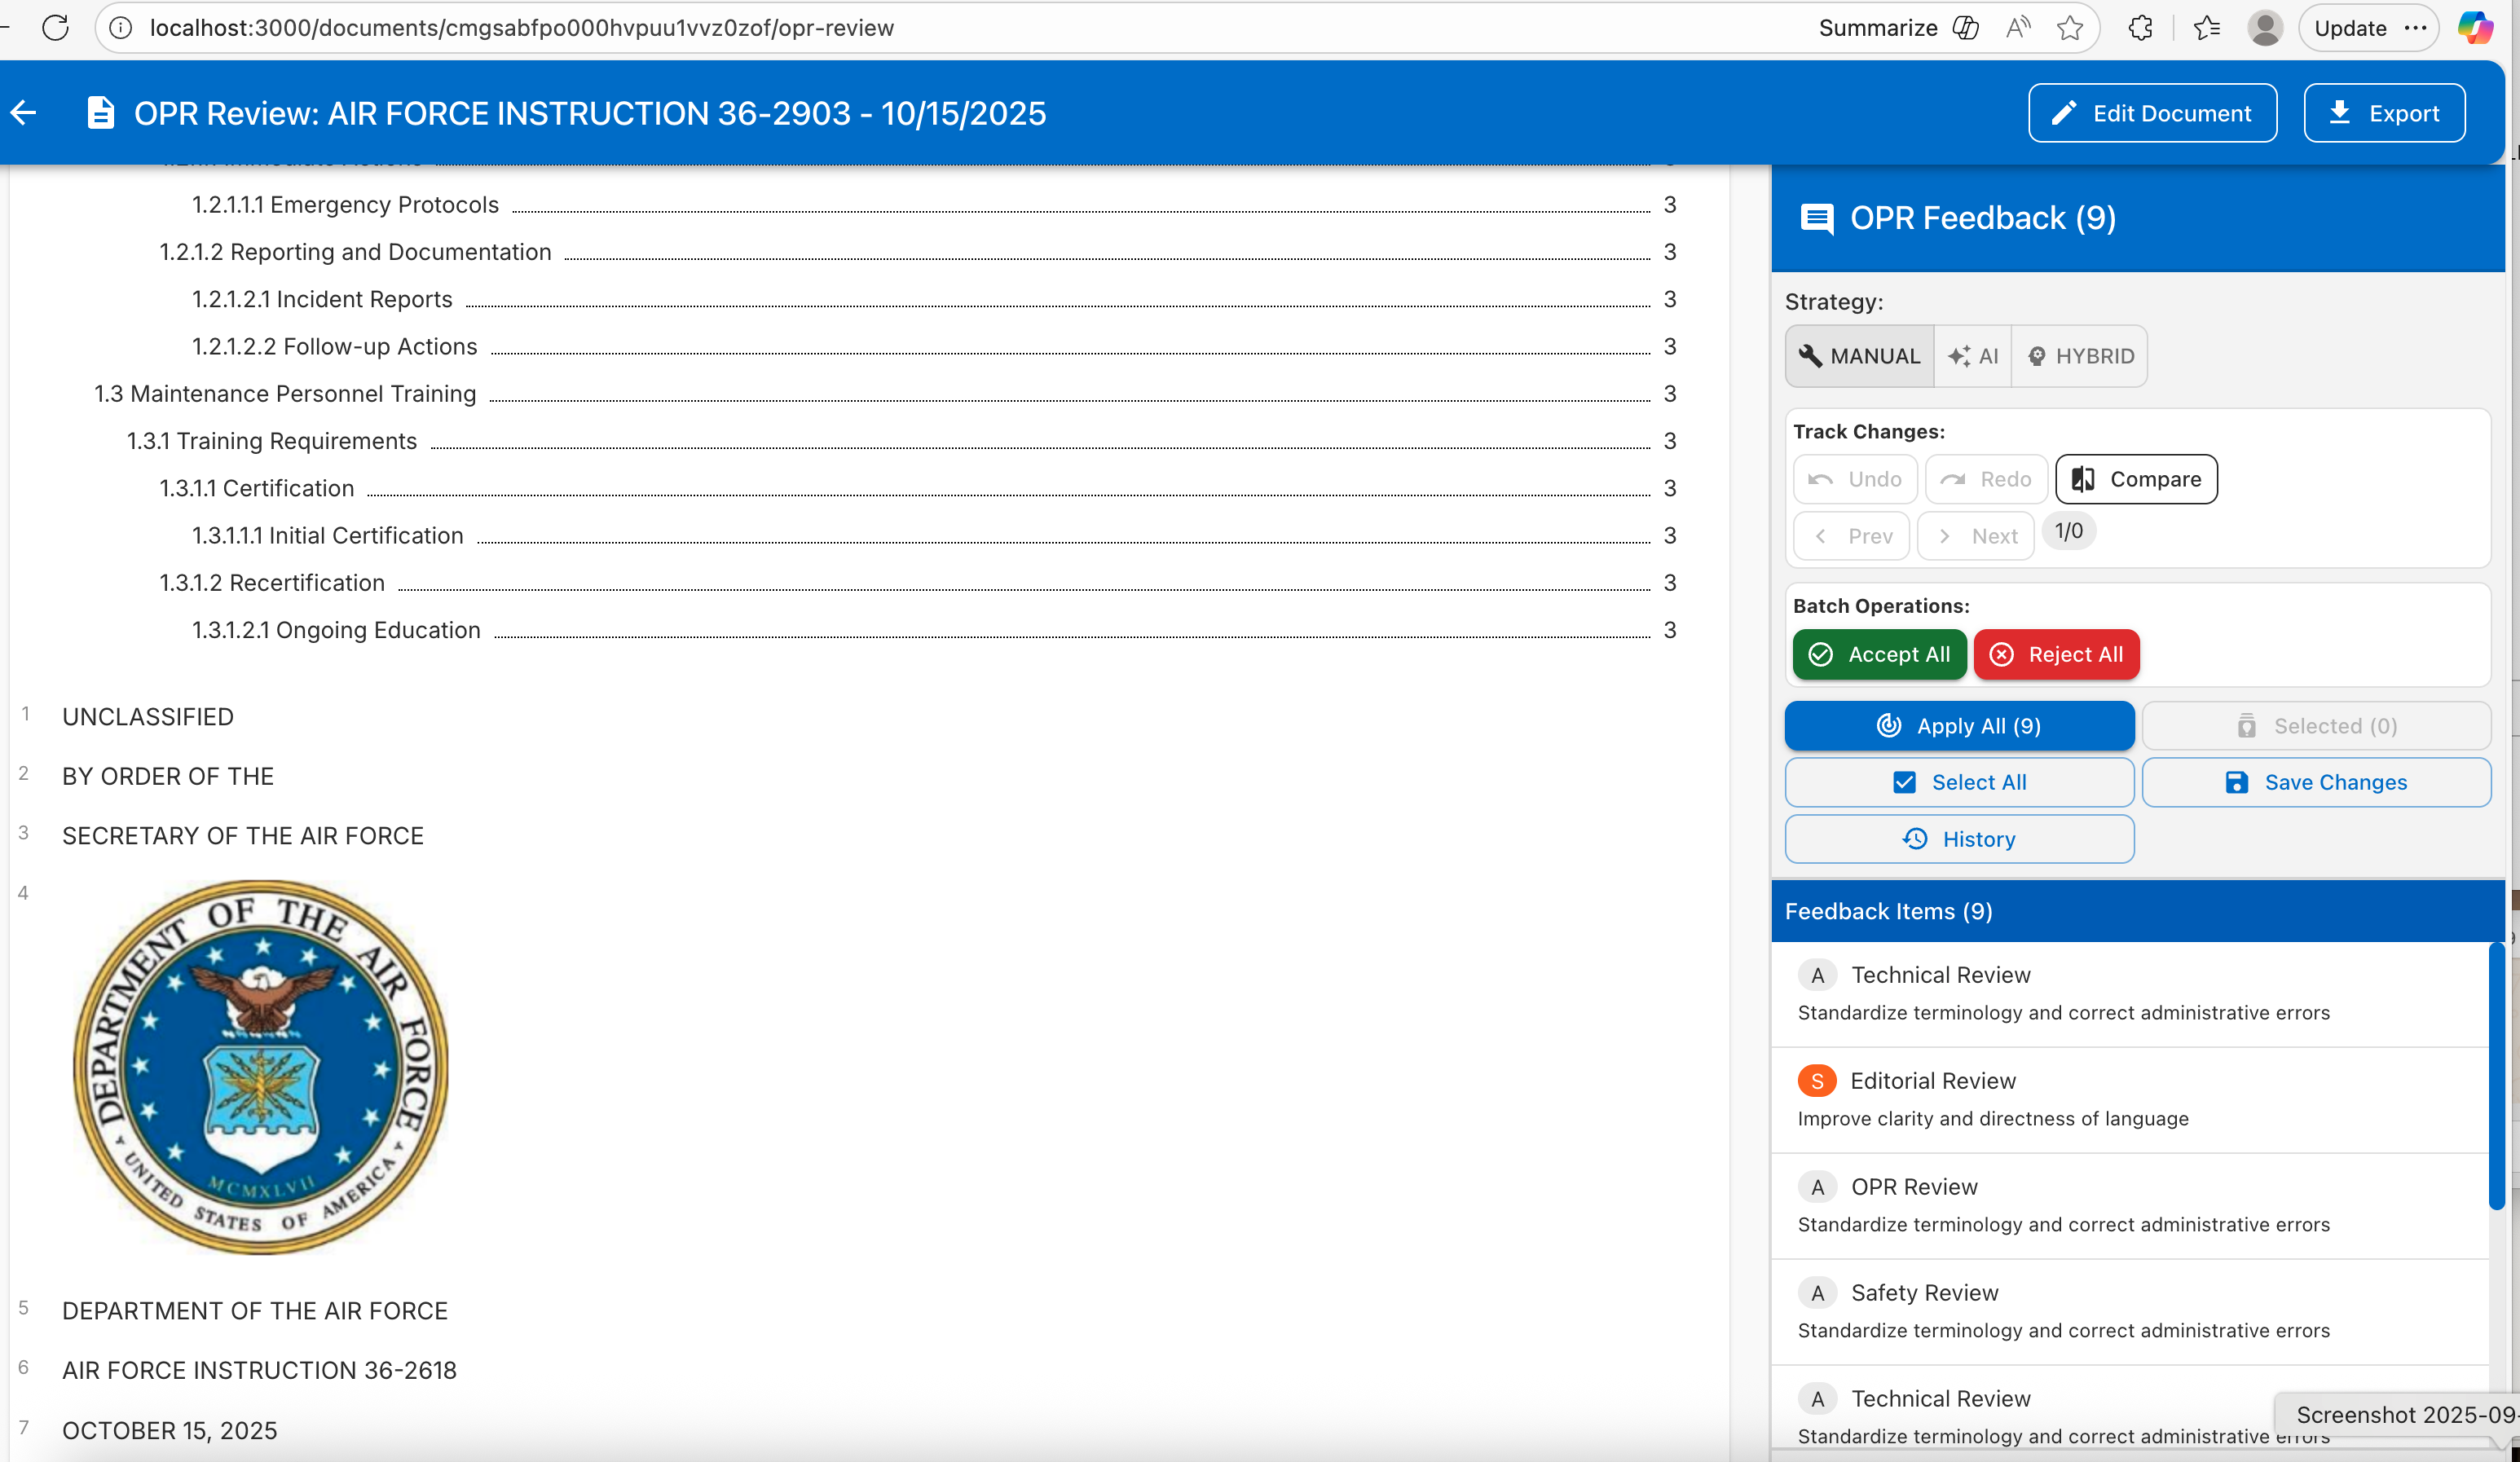 localhost:3000/documents/cmgsabfpo000hvpuu1vvz0zof/opr-review
Summarize
Update
OPR Review: AIR FORCE INSTRUCTION 36-2903 - 10/15/2025
Edit Document
Export
1.2.1.1.1 Emergency Protocols 3
1.2.1.2 Reporting and Documentation 3
1.2.1.2.1 Incident Reports 3
1.2.1.2.2 Follow-up Actions 3
1.3 Maintenance Personnel Training 3
1.3.1 Training Requirements 3
1.3.1.1 Certification 3
1.3.1.1.1 Initial Certification 3
1.3.1.2 Recertification 3
1.3.1.2.1 Ongoing Education 3
1 UNCLASSIFIED
2 BY ORDER OF THE
3 SECRETARY OF THE AIR FORCE
4
DEPARTMENT OF THE AIR FORCE
MCMXLVII
UNITED STATES OF AMERICA
5 DEPARTMENT OF THE AIR FORCE
6 AIR FORCE INSTRUCTION 36-2618
7 OCTOBER 15, 2025
OPR Feedback (9)
Strategy:
MANUAL
AI
HYBRID
Track Changes:
Undo
Redo
Compare
Prev
Next
1/0
Batch Operations:
Accept All
Reject All
Apply All (9)
Selected (0)
Select All
Save Changes
History
Feedback Items (9)
A Technical Review
Standardize terminology and correct administrative errors
S Editorial Review
Improve clarity and directness of language
A OPR Review
Standardize terminology and correct administrative errors
A Safety Review
Standardize terminology and correct administrative errors
A Technical Review
Standardize terminology and correct administrative errors
Screenshot 2025-09-